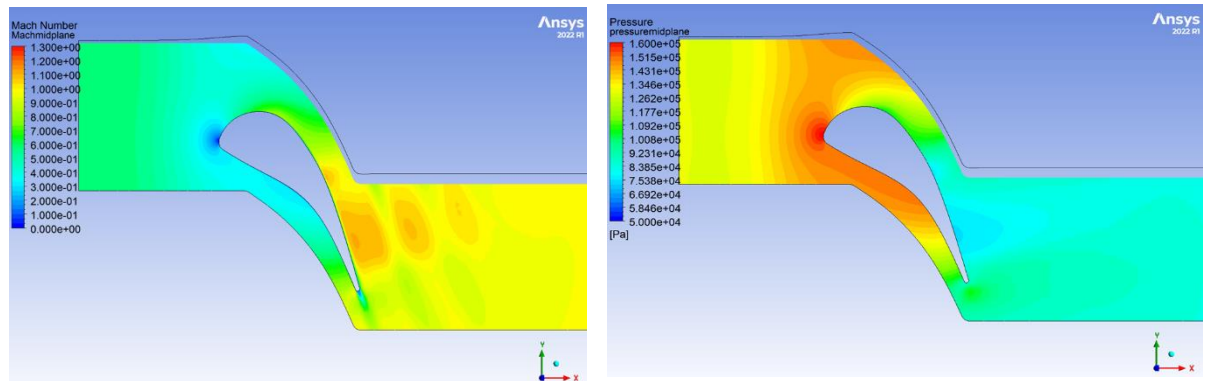 Mach Number
Machmidplane
1.300e+00
1.200e+00
1.100e+00
1.000e+00
9.000e-01
8.000e-01
7.000e-01
6.000e-01
5.000e-01
4.000e-01
3.000e-01
2.000e-01
1.000e-01
0.000e+00
Ansys
2022 R1
Y
X
Pressure
pressuremidplane
1.600e+05
1.515e+05
1.431e+05
1.346e+05
1.262e+05
1.177e+05
1.092e+05
1.008e+05
9.231e+04
8.385e+04
7.538e+04
6.692e+04
5.846e+04
5.000e+04
[Pa]
Ansys
2022 R1
Y
X